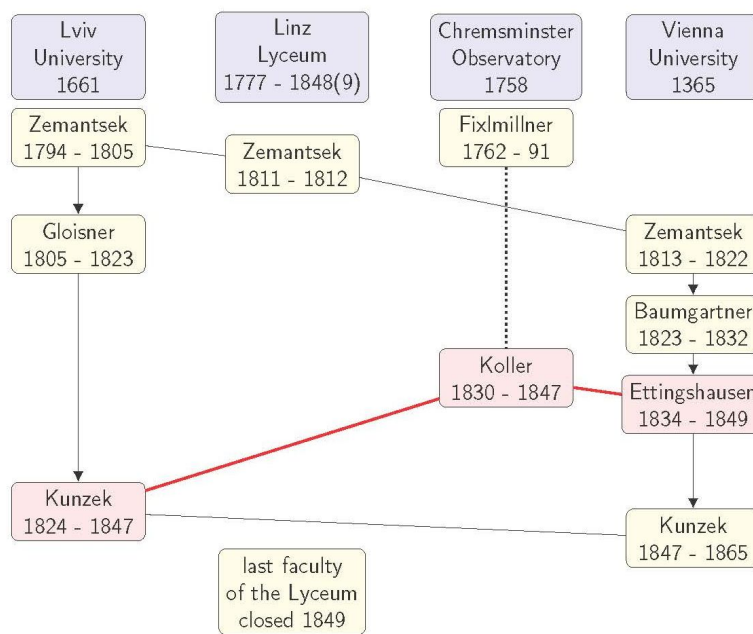 Lviv
University
1661
Linz
Lyceum
1777 - 1848(9)
Chremsminster
Observatory
1758
Vienna
University
1365
Zemantsek
1794 - 1805
Zemantsek
1811 - 1812
Fixlmillner
1762 - 91
Gloisner
1805 - 1823
Zemantsek
1813 - 1822
Baumgartner
1823 - 1832
Koller
1830 - 1847
Ettingshausen
1834 - 1849
Kunzek
1824 - 1847
Kunzek
1847 - 1865
last faculty
of the Lyceum
closed 1849